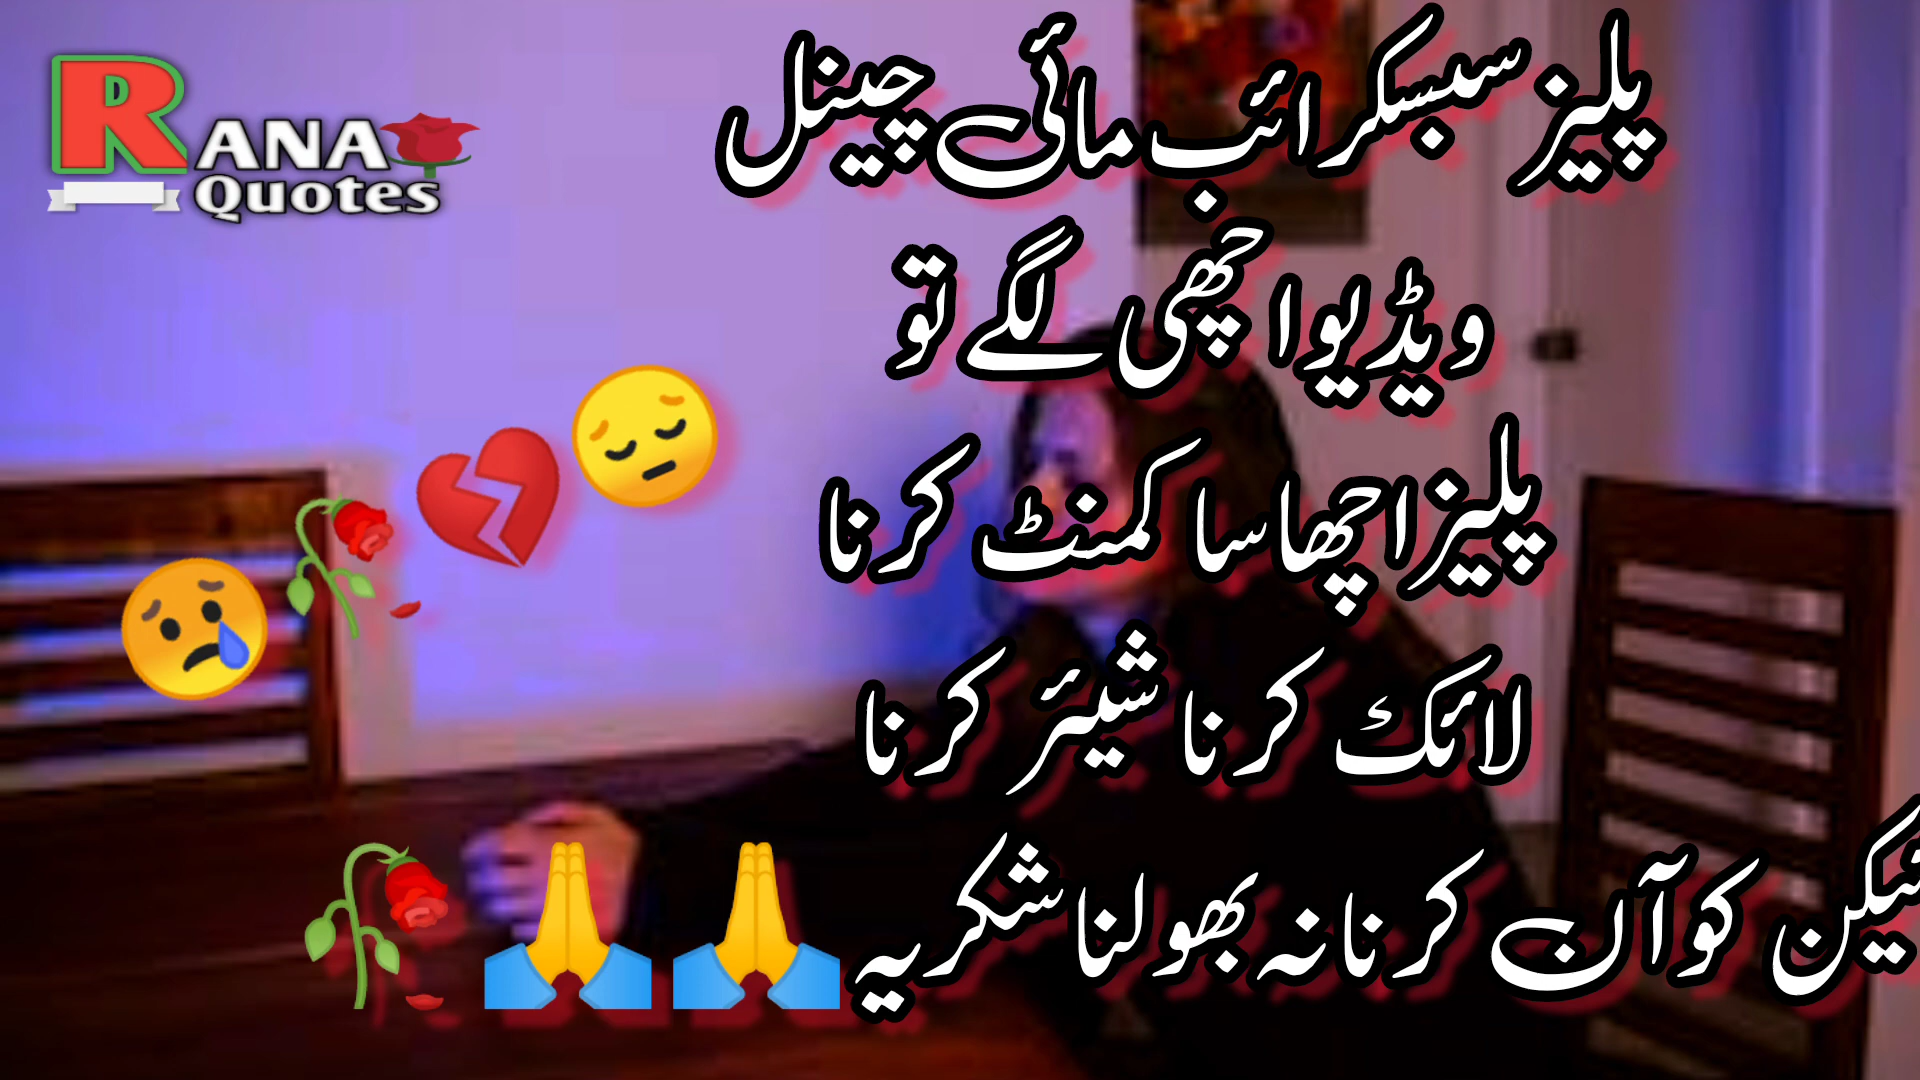 RANA
Quotes
پلیز سبسکرائب مائی چینل
ویڈیو اچھی لگے تو
پلیز اچھا سا کمنٹ کرنا
لائک کرنا شیئر کرنا
کو آن کرنا نہ بھولنا شکریہ 🙏🙏🥀
😔💔🥀😢